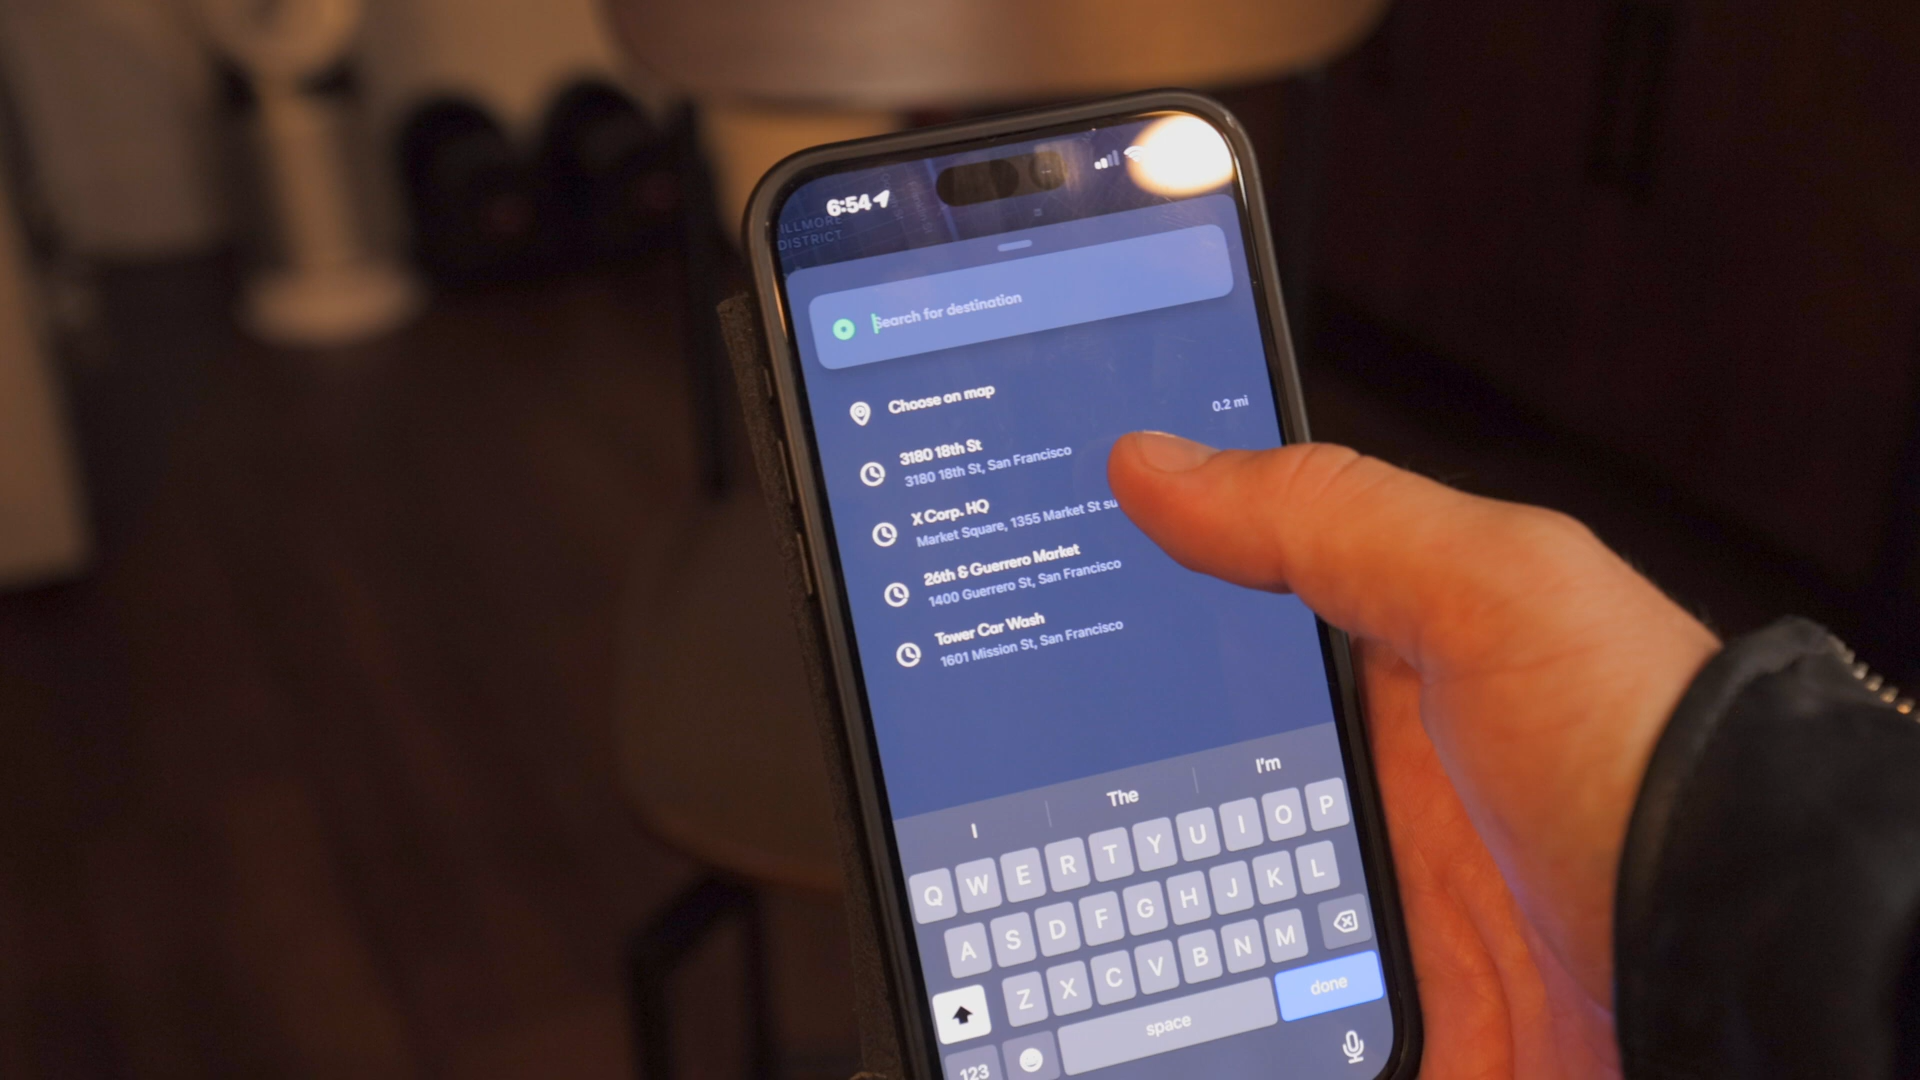 6:54
ILLMORE
DISTRICT
Search for destination
Choose on map
3180 18th St
0.2 mi
3180 18th St, San Francisco
X Corp. HQ
Market Square, 1355 Market St su
26th & Guerrero Market
1400 Guerrero St, San Francisco
Tower Car Wash
1601 Mission St, San Francisco
I The I'm
Q W E R T Y U I O P
A S D F G H J K L
Z X C V B N M
123 space done